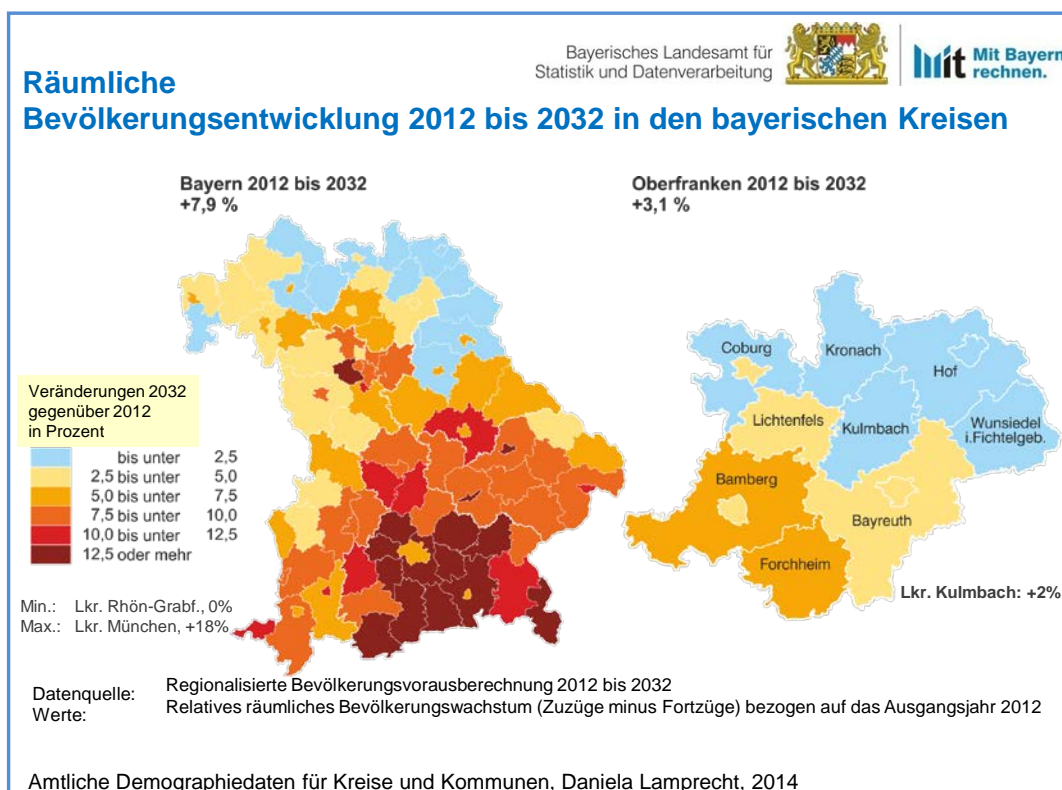 Bayerisches Landesamt für
Statistik und Datenverarbeitung
mit Mit Bayern
rechnen.
Räumliche
Bevölkerungsentwicklung 2012 bis 2032 in den bayerischen Kreisen
Bayern 2012 bis 2032
+7,9 %
Oberfranken 2012 bis 2032
+3,1 %
Coburg
Kronach
Hof
Lichtenfels
Kulmbach
Wunsiedel
i.Fichtelgeb.
Bamberg
Bayreuth
Forchheim
Lkr. Kulmbach: +2%
Veränderungen 2032
gegenüber 2012
in Prozent
bis unter 2,5
2,5 bis unter 5,0
5,0 bis unter 7,5
7,5 bis unter 10,0
10,0 bis unter 12,5
12,5 oder mehr
Min.: Lkr. Rhön-Grabf., 0%
Max.: Lkr. München, +18%
Datenquelle: Regionalisierte Bevölkerungsvorausberechnung 2012 bis 2032
Werte: Relatives räumliches Bevölkerungswachstum (Zuzüge minus Fortzüge) bezogen auf das Ausgangsjahr 2012
Amtliche Demographiedaten für Kreise und Kommunen, Daniela Lamprecht, 2014